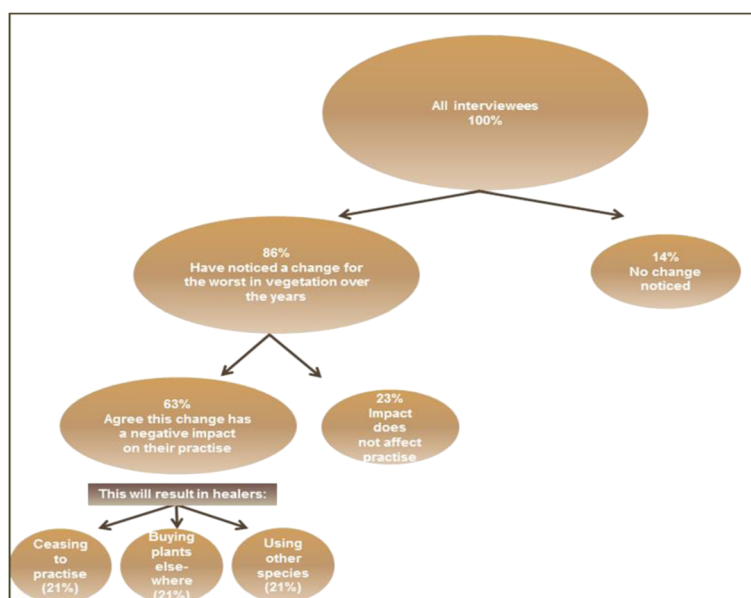 All interviewees
100%
86%
Have noticed a change for
the worst in vegetation over
the years
14%
No change
noticed
63%
Agree this change has
a negative impact
on their practise
23%
Impact
does
not affect
practise
This will result in healers:
Ceasing
to
practise
(21%)
Buying
plants
else-
where
(21%)
Using
other
species
(21%)